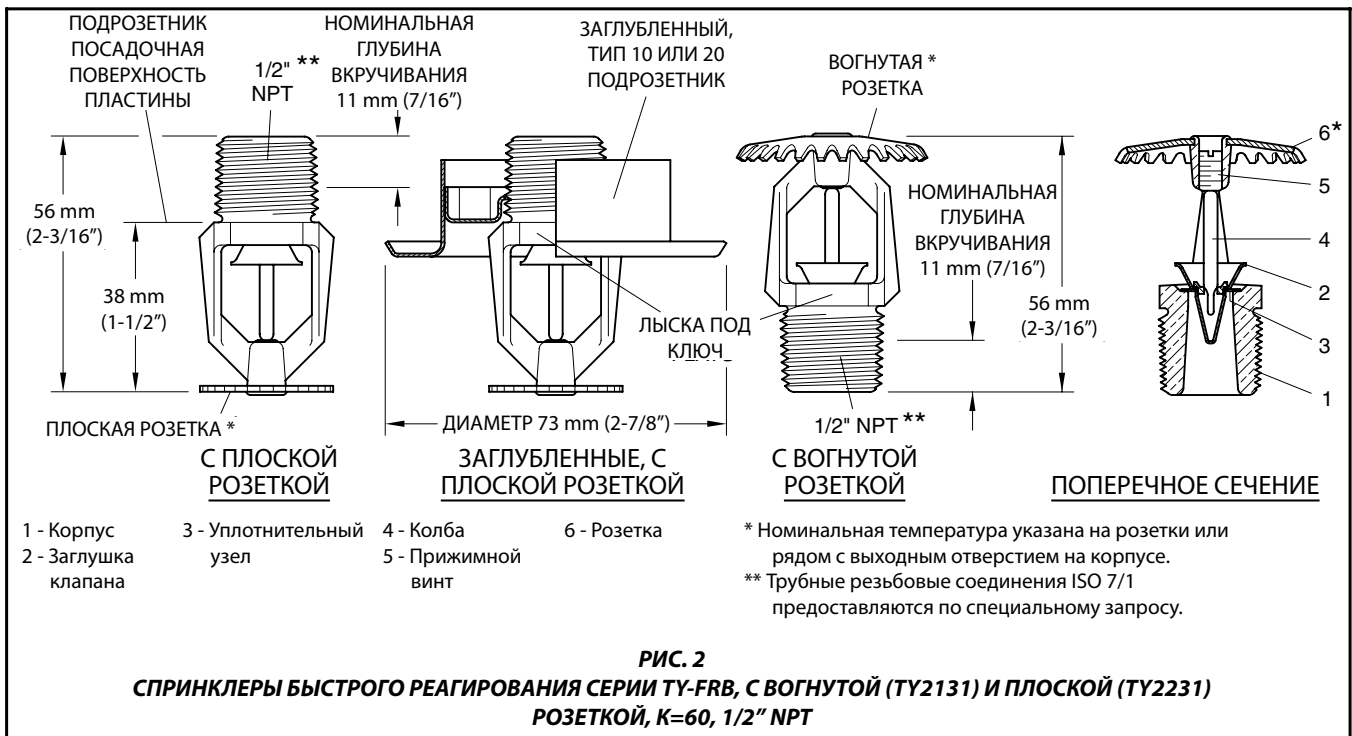 ПОДРОЗЕТНИК
ПОСАДОЧНАЯ
ПОВЕРХНОСТЬ
ПЛАСТИНЫ
1/2" **
NPT
НОМИНАЛЬНАЯ
ГЛУБИНА
ВКРУЧИВАНИЯ
11 mm (7/16")
ЗАГЛУБЛЕННЫЙ,
ТИП 10 ИЛИ 20
ПОДРОЗЕТНИК
ВОГНУТАЯ *
РОЗЕТКА
56 mm
(2-3/16")
38 mm
(1-1/2")
НОМИНАЛЬНАЯ
ГЛУБИНА
ВКРУЧИВАНИЯ
11 mm (7/16")
56 mm
(2-3/16")
ЛЫСКА ПОД
КЛЮЧ
6*
5
4
2
3
1
ПЛОСКАЯ РОЗЕТКА *
ДИАМЕТР 73 mm (2-7/8")
1/2" NPT **
С ПЛОСКОЙ
РОЗЕТКОЙ
ЗАГЛУБЛЕННЫЕ, С
ПЛОСКОЙ РОЗЕТКОЙ
С ВОГНУТОЙ
РОЗЕТКОЙ
ПОПЕРЕЧНОЕ СЕЧЕНИЕ
1 - Корпус
2 - Заглушка
клапана
3 - Уплотнительный
узел
4 - Колба
5 - Прижимной
винт
6 - Розетка
* Номинальная температура указана на розетки или
рядом с выходным отверстием на корпусе.
** Трубные резьбовые соединения ISO 7/1
предоставляются по специальному запросу.
РИС. 2
СПРИНКЛЕРЫ БЫСТРОГО РЕАГИРОВАНИЯ СЕРИИ TY-FRB, С ВОГНУТОЙ (TY2131) И ПЛОСКОЙ (TY2231)
РОЗЕТКОЙ, K=60, 1/2" NPT